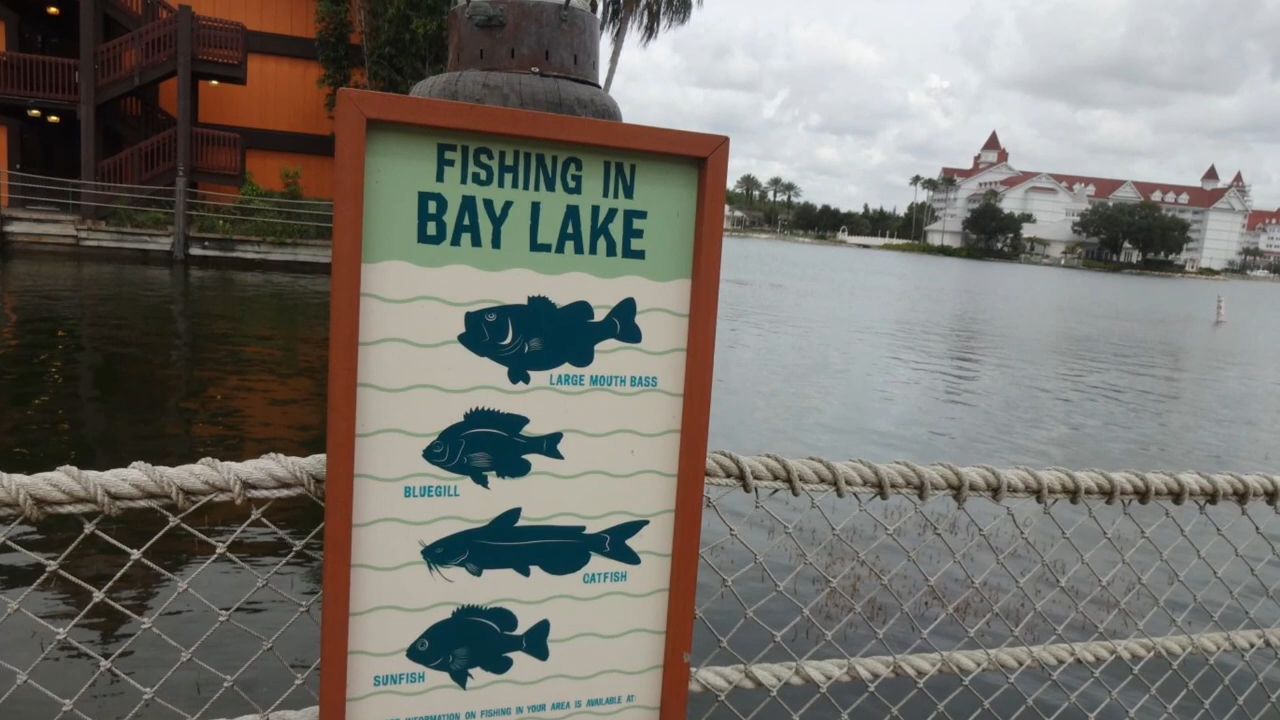 FISHING IN
BAY LAKE
LARGE MOUTH BASS
BLUEGILL
CATFISH
SUNFISH
INFORMATION ON FISHING IN YOUR AREA IS AVAILABLE AT: